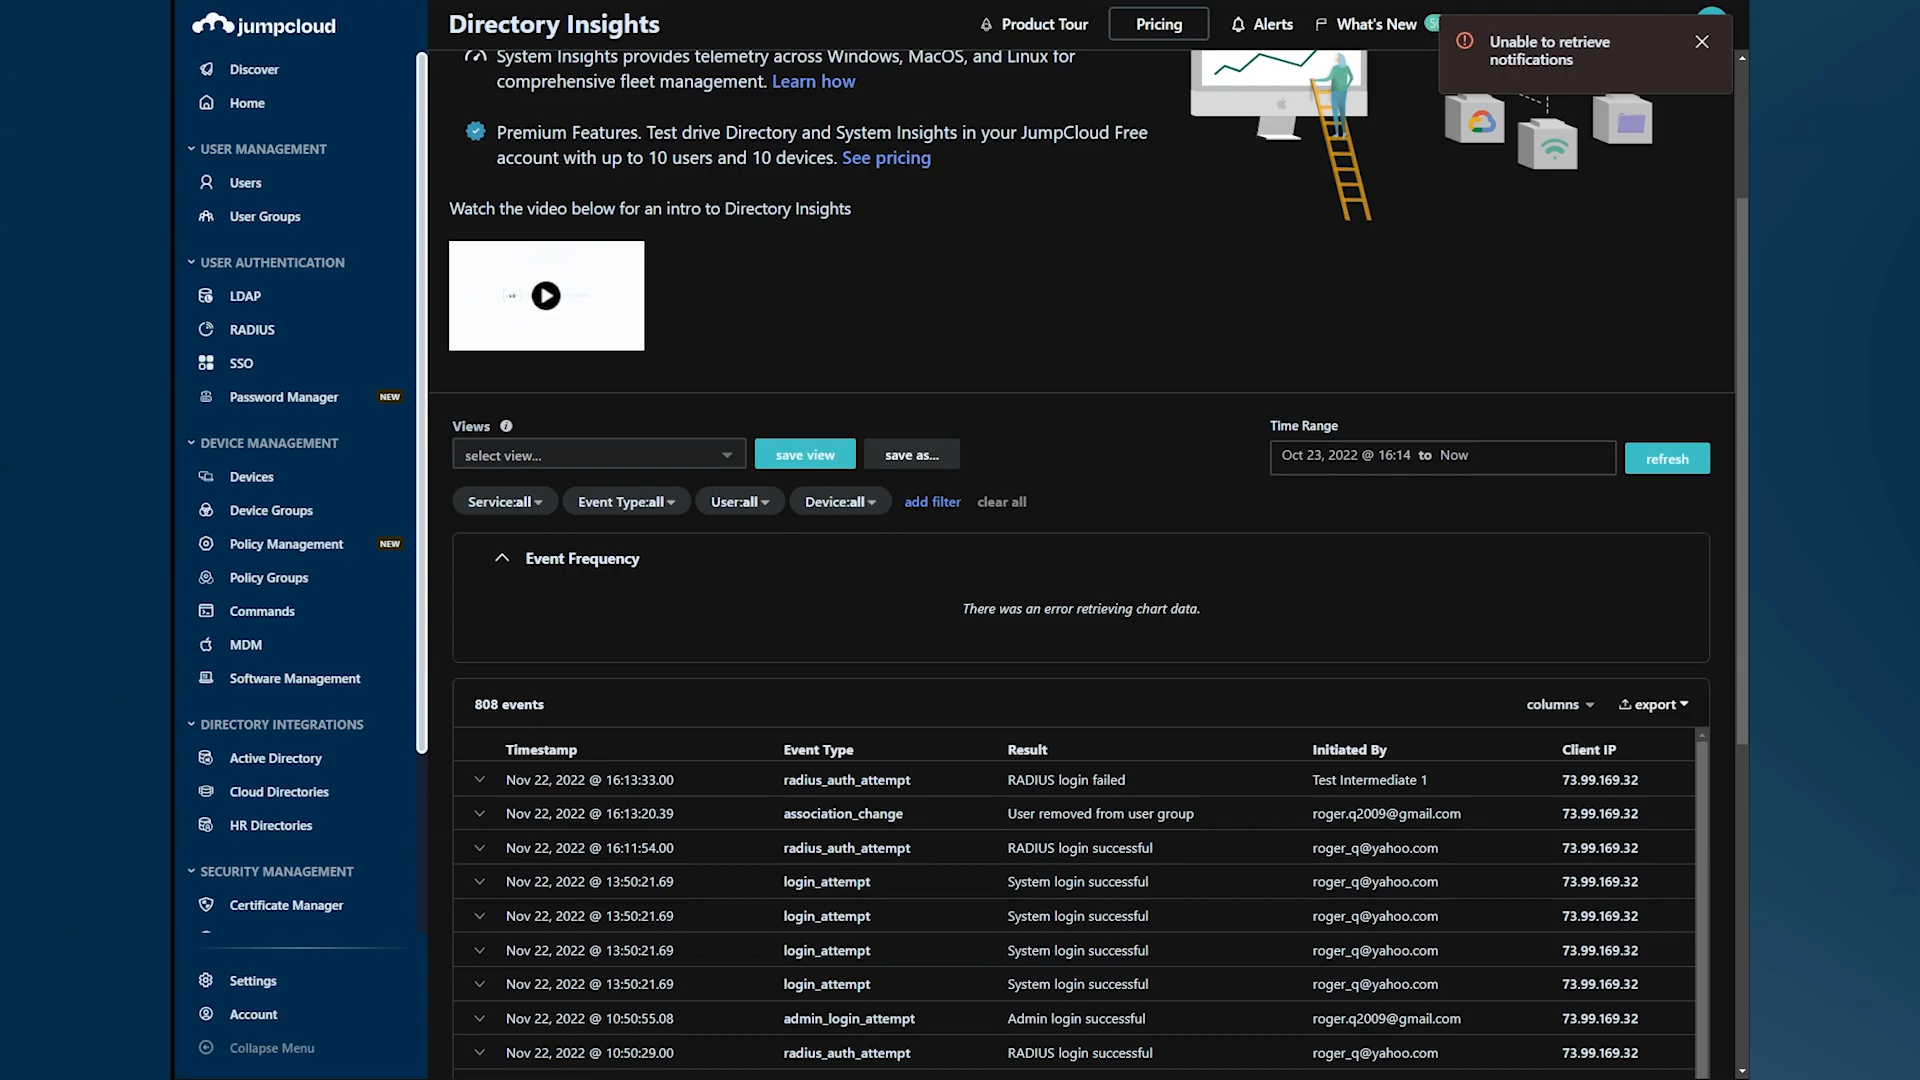 jumpcloud
Discover
Home
USER MANAGEMENT
Users
User Groups
USER AUTHENTICATION
LDAP
RADIUS
SSO
Password Manager NEW
DEVICE MANAGEMENT
Devices
Device Groups
Policy Management NEW
Policy Groups
Commands
MDM
Software Management
DIRECTORY INTEGRATIONS
Active Directory
Cloud Directories
HR Directories
SECURITY MANAGEMENT
Certificate Manager
Settings
Account
Collapse Menu
Directory Insights
Product Tour
Pricing
Alerts
What's New
Unable to retrieve
notifications
System Insights provides telemetry across Windows, MacOS, and Linux for
comprehensive fleet management. Learn how
Premium Features. Test drive Directory and System Insights in your JumpCloud Free
account with up to 10 users and 10 devices. See pricing
Watch the video below for an intro to Directory Insights
Views
select view...
save view
save as...
Time Range
Oct 23, 2022 @ 16:14 to Now
refresh
Service:all
Event Type:all
User:all
Device:all
add filter
clear all
Event Frequency
There was an error retrieving chart data.
808 events
columns
export
Timestamp Event Type Result Initiated By Client IP
Nov 22, 2022 @ 16:13:33.00 radius_auth_attempt RADIUS login failed Test Intermediate 1 73.99.169.32
Nov 22, 2022 @ 16:13:20.39 association_change User removed from user group roger.q2009@gmail.com 73.99.169.32
Nov 22, 2022 @ 16:11:54.00 radius_auth_attempt RADIUS login successful roger_q@yahoo.com 73.99.169.32
Nov 22, 2022 @ 13:50:21.69 login_attempt System login successful roger_q@yahoo.com 73.99.169.32
Nov 22, 2022 @ 13:50:21.69 login_attempt System login successful roger_q@yahoo.com 73.99.169.32
Nov 22, 2022 @ 13:50:21.69 login_attempt System login successful roger_q@yahoo.com 73.99.169.32
Nov 22, 2022 @ 13:50:21.69 login_attempt System login successful roger_q@yahoo.com 73.99.169.32
Nov 22, 2022 @ 10:50:55.08 admin_login_attempt Admin login successful roger.q2009@gmail.com 73.99.169.32
Nov 22, 2022 @ 10:50:29.00 radius_auth_attempt RADIUS login successful roger_q@yahoo.com 73.99.169.32